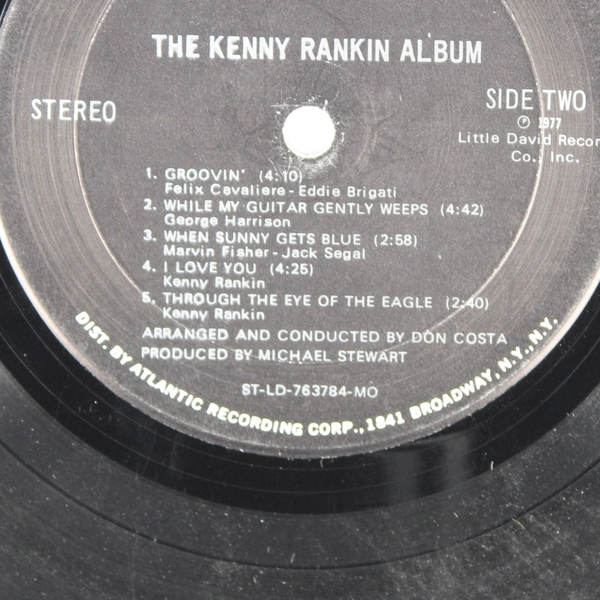 THE KENNY RANKIN ALBUM
STEREO
SIDE TWO
Ⓟ 1977
Little David Recor
Co., Inc.
1. GROOVIN' (4:10)
Felix Cavaliere - Eddie Brigati
2. WHILE MY GUITAR GENTLY WEEPS (4:42)
George Harrison
3. WHEN SUNNY GETS BLUE (2:58)
Marvin Fisher - Jack Segal
4. I LOVE YOU (4:25)
Kenny Rankin
5. THROUGH THE EYE OF THE EAGLE (2:40)
Kenny Rankin
ARRANGED AND CONDUCTED BY DON COSTA
PRODUCED BY MICHAEL STEWART
ST-LD-763784-MO
DIST. BY ATLANTIC RECORDING CORP., 1841 BROADWAY, N.Y., N.Y.